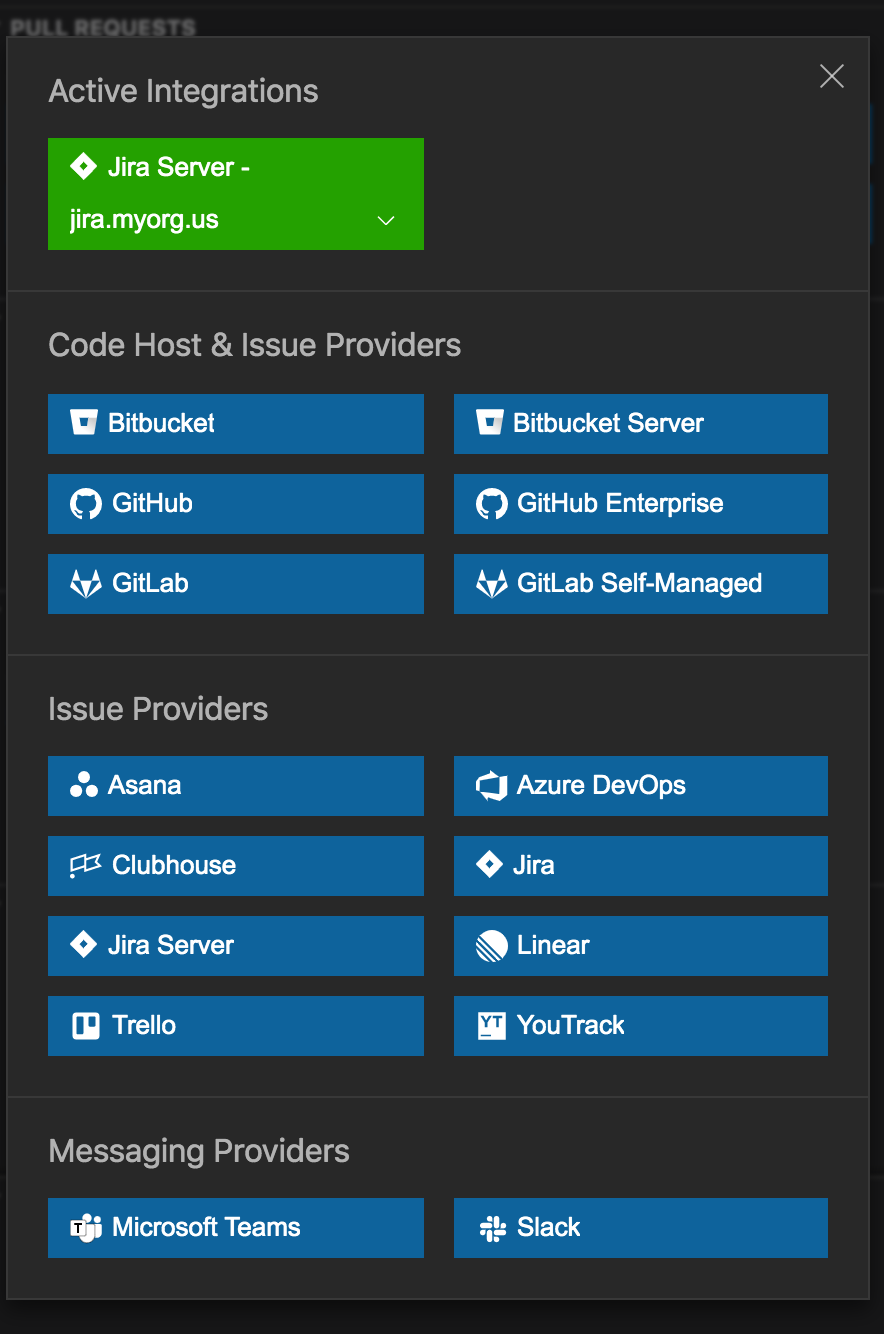 PULL REQUESTS
Active Integrations
Jira Server -
jira.myorg.us
Code Host & Issue Providers
Bitbucket
Bitbucket Server
GitHub
GitHub Enterprise
GitLab
GitLab Self-Managed
Issue Providers
Asana
Azure DevOps
Clubhouse
Jira
Jira Server
Linear
Trello
YT YouTrack
Messaging Providers
T Microsoft Teams
Slack